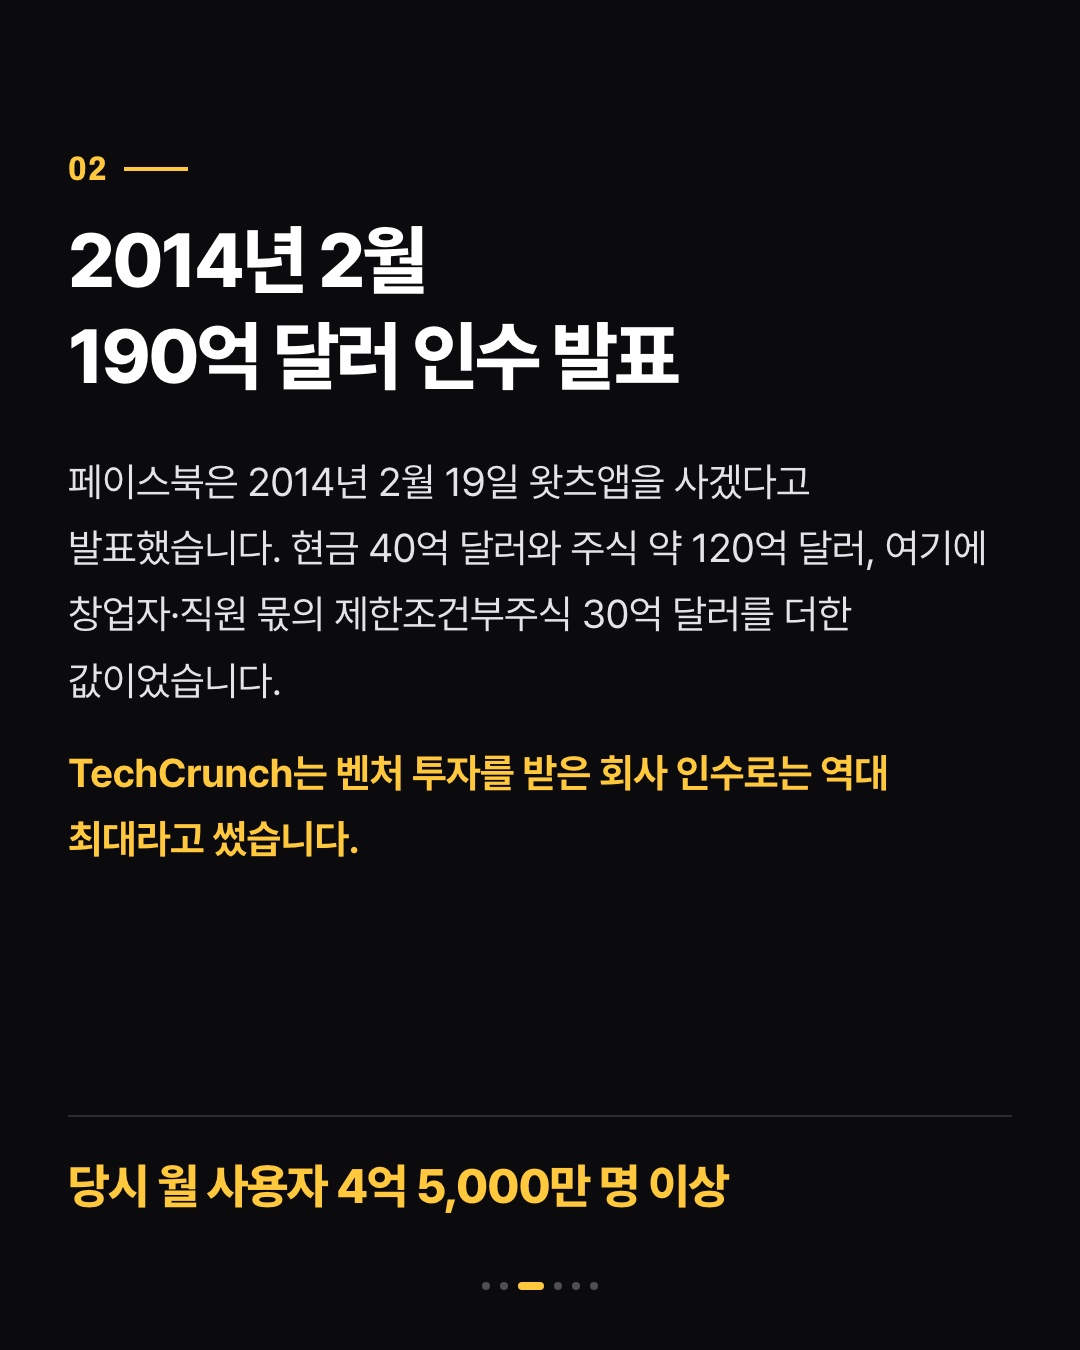 02
2014년 2월
190억 달러 인수 발표
페이스북은 2014년 2월 19일 왓츠앱을 사겠다고
발표했습니다. 현금 40억 달러와 주식 약 120억 달러, 여기에
창업자·직원 몫의 제한조건부주식 30억 달러를 더한
값이었습니다.
TechCrunch는 벤처 투자를 받은 회사 인수로는 역대
최대라고 썼습니다.
당시 월 사용자 4억 5,000만 명 이상